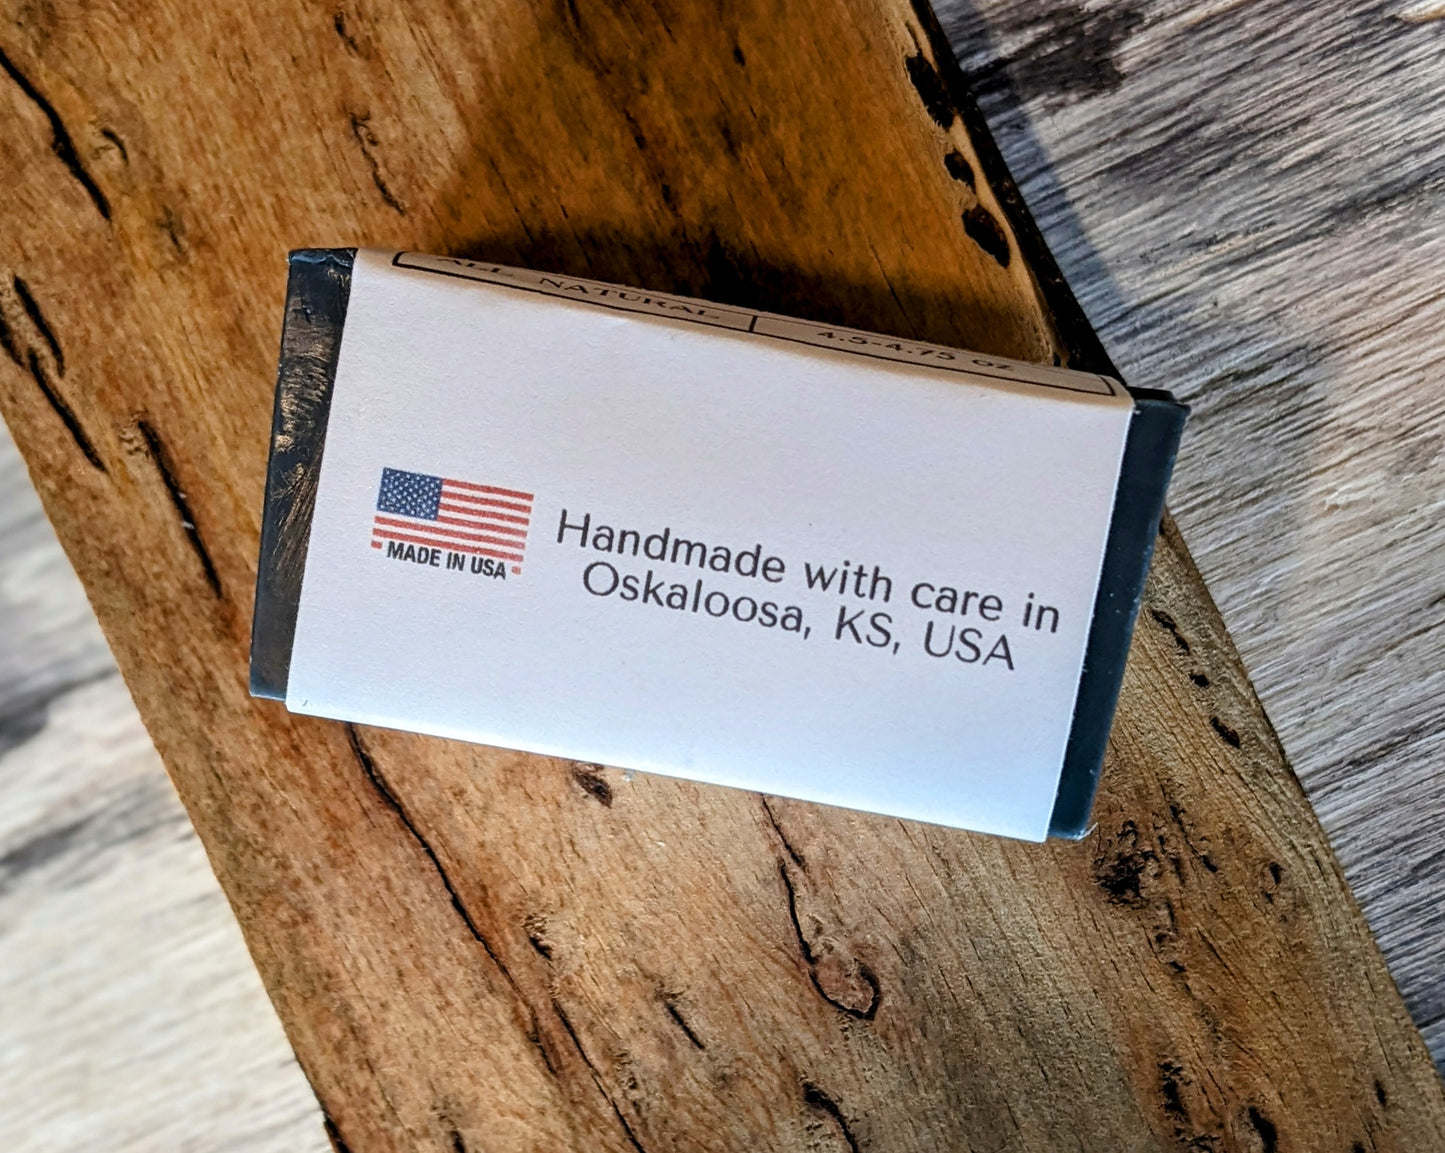 ALL
NATURAL
4.5-4.75 OZ
MADE IN USA
Handmade with care in
Oskaloosa, KS, USA